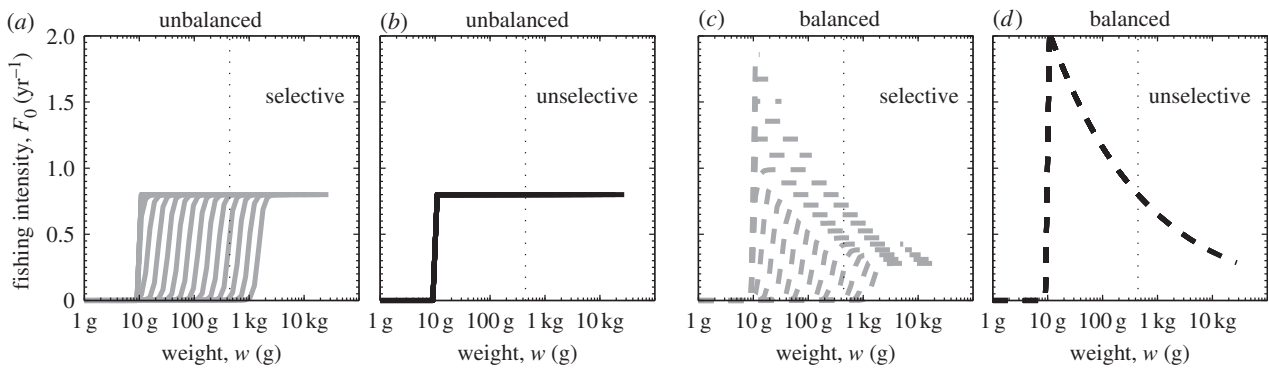 (a) unbalanced (b) unbalanced (c) balanced (d) balanced
2.0
selective unselective selective unselective
1.5
1.0
0.5
0
fishing intensity, F0 (yr−1)
1 g 10 g 100 g 1 kg 10 kg 1 g 10 g 100 g 1 kg 10 kg 1 g 10 g 100 g 1 kg 10 kg 1 g 10 g 100 g 1 kg 10 kg
weight, w (g) weight, w (g) weight, w (g) weight, w (g)